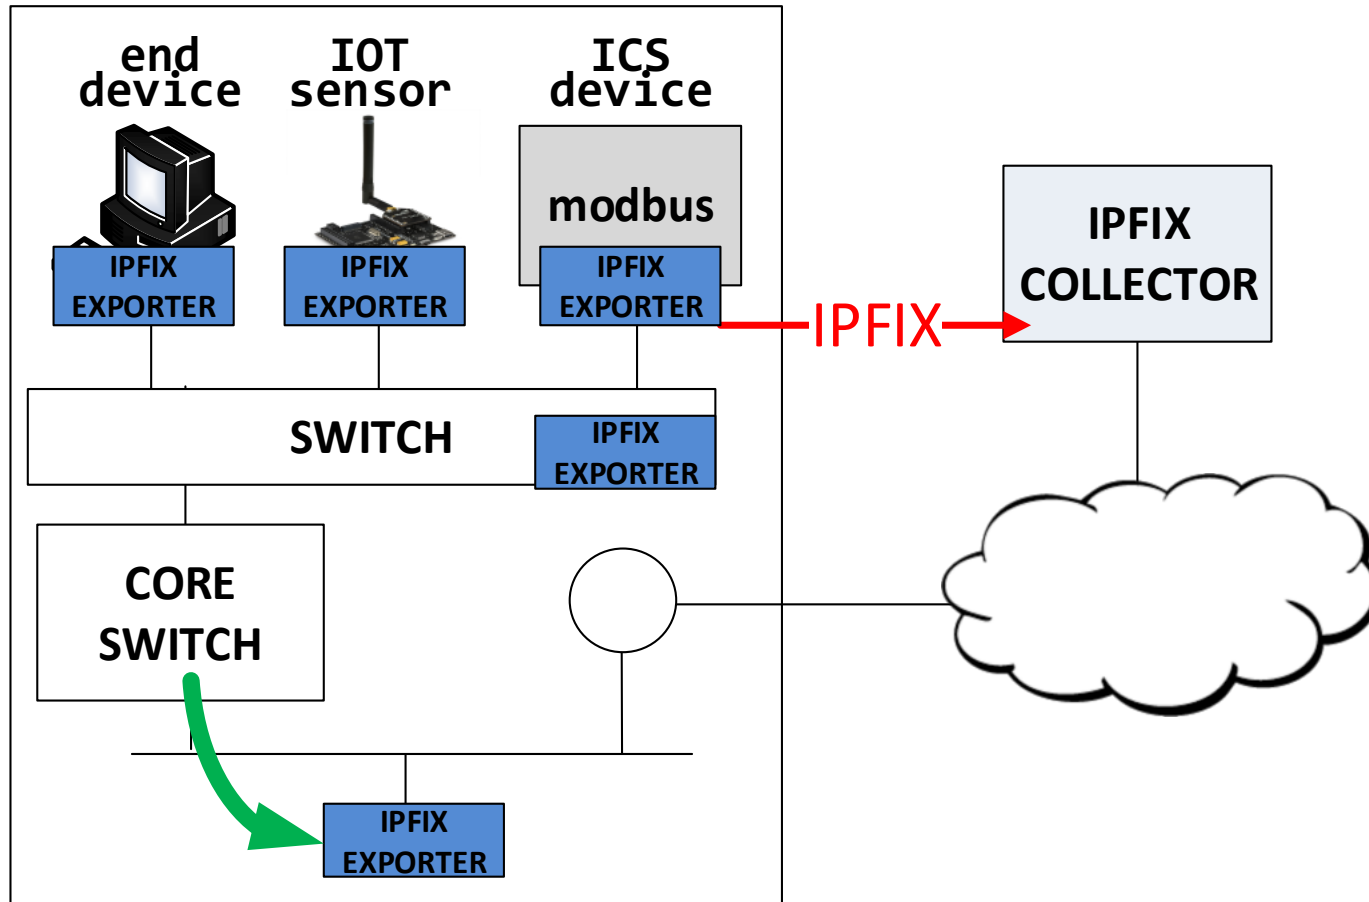 end
device
IOT
sensor
ICS
device
modbus
IPFIX
EXPORTER
IPFIX
EXPORTER
IPFIX
EXPORTER
IPFIX
IPFIX
COLLECTOR
SWITCH
IPFIX
EXPORTER
CORE
SWITCH
IPFIX
EXPORTER